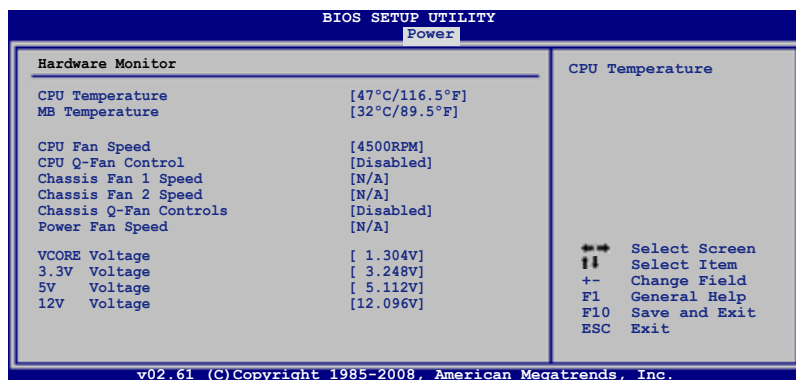 BIOS SETUP UTILITY
Power
Hardware Monitor
CPU Temperature [47°C/116.5°F]
MB Temperature [32°C/89.5°F]
CPU Fan Speed [4500RPM]
CPU Q-Fan Control [Disabled]
Chassis Fan 1 Speed [N/A]
Chassis Fan 2 Speed [N/A]
Chassis Q-Fan Controls [Disabled]
Power Fan Speed [N/A]
VCORE Voltage [ 1.304V]
3.3V Voltage [ 3.248V]
5V Voltage [ 5.112V]
12V Voltage [12.096V]
CPU Temperature
←→ Select Screen
↑↓ Select Item
+- Change Field
F1 General Help
F10 Save and Exit
ESC Exit
v02.61 (C)Copyright 1985-2008, American Megatrends, Inc.